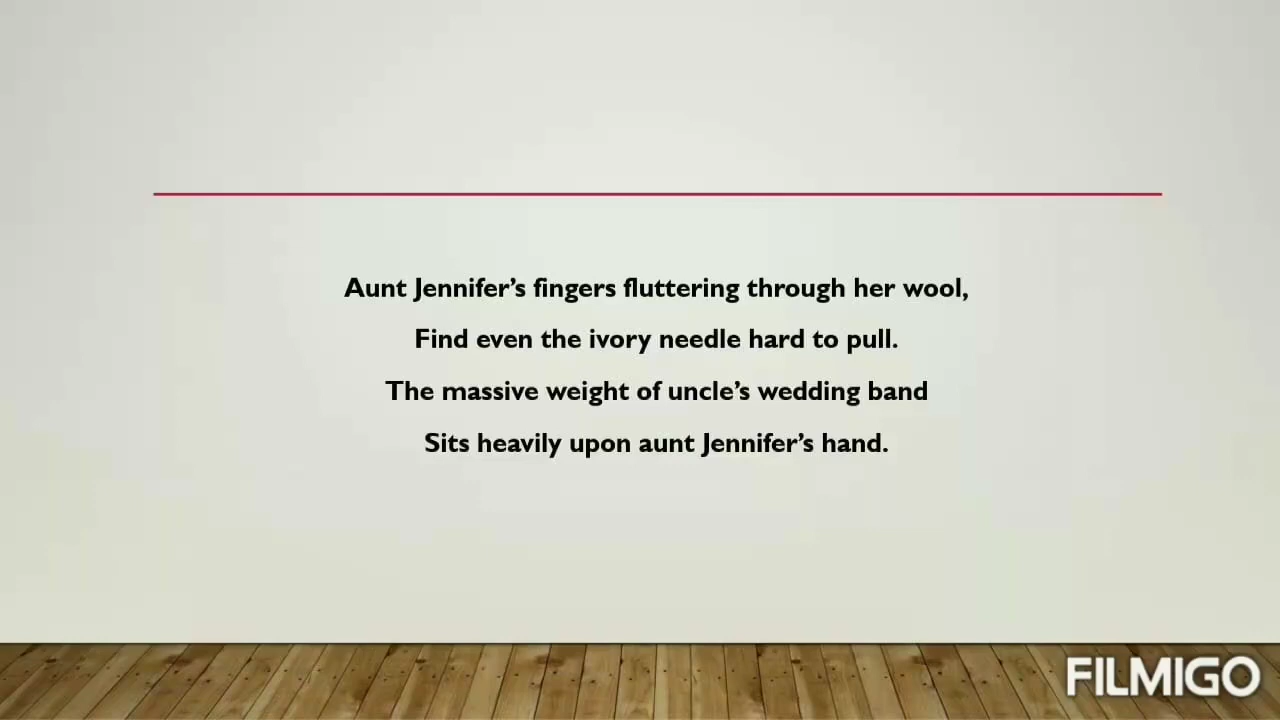 Aunt Jennifer’s fingers fluttering through her wool,
Find even the ivory needle hard to pull.
The massive weight of uncle’s wedding band
Sits heavily upon aunt Jennifer’s hand.
FILMIGO